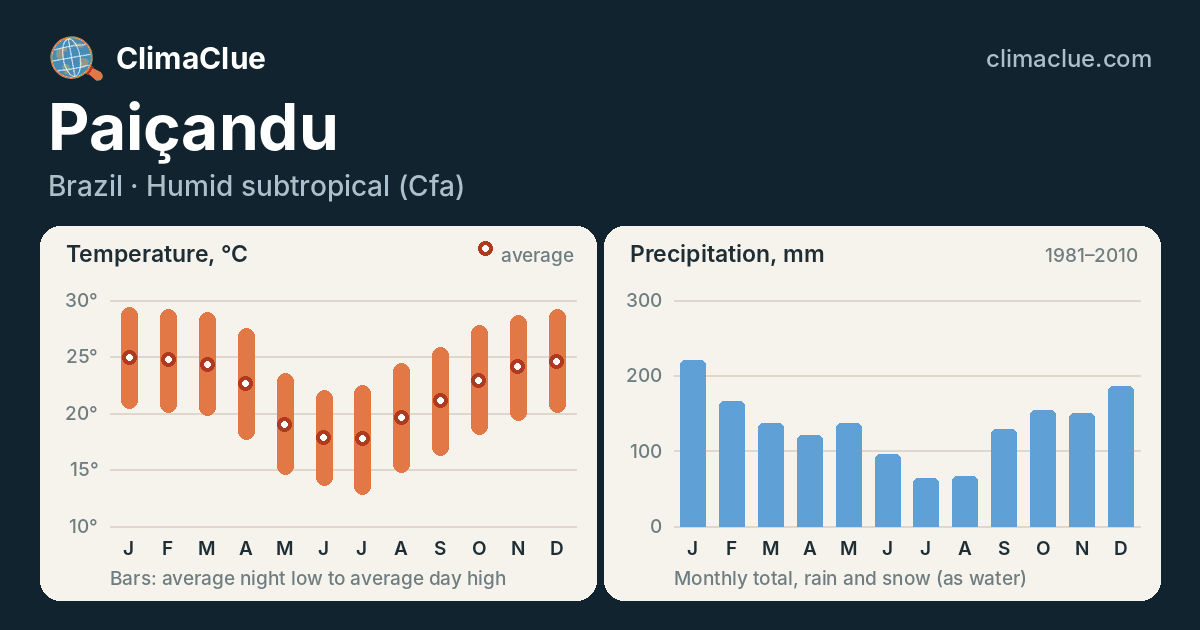 ClimaClue
climaclue.com
Paiçandu
Brazil · Humid subtropical (Cfa)
Temperature, °C
average
30°
25°
20°
15°
10°
J F M A M J J A S O N D
Bars: average night low to average day high
Precipitation, mm
1981–2010
300
200
100
0
J F M A M J J A S O N D
Monthly total, rain and snow (as water)